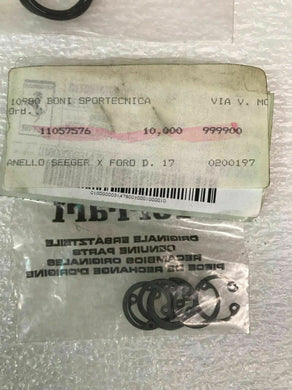 10980 BONI SPORTECNICA VIA V. MO
Ord.
11057576 10,000 999900
ANELLO SEEGER X FORO D. 17 0200197
ORIGINALE ERSATZTEILE
GENUINE PARTS
RECAMBIOS ORIGINALES
PIECE DE RECHANGE D'ORIGINE